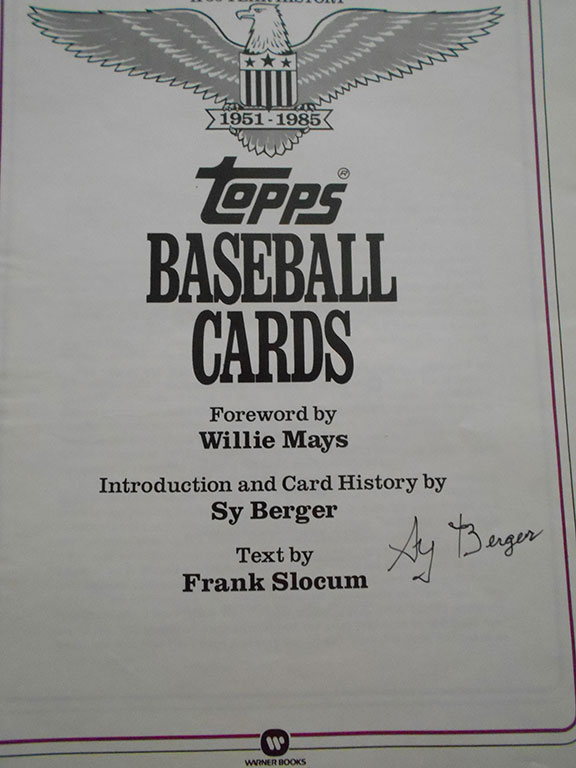 1951 - 1985
Topps®
BASEBALL
CARDS
Foreword by
Willie Mays
Introduction and Card History by
Sy Berger
Text by
Frank Slocum
Sy Berger
WARNER BOOKS